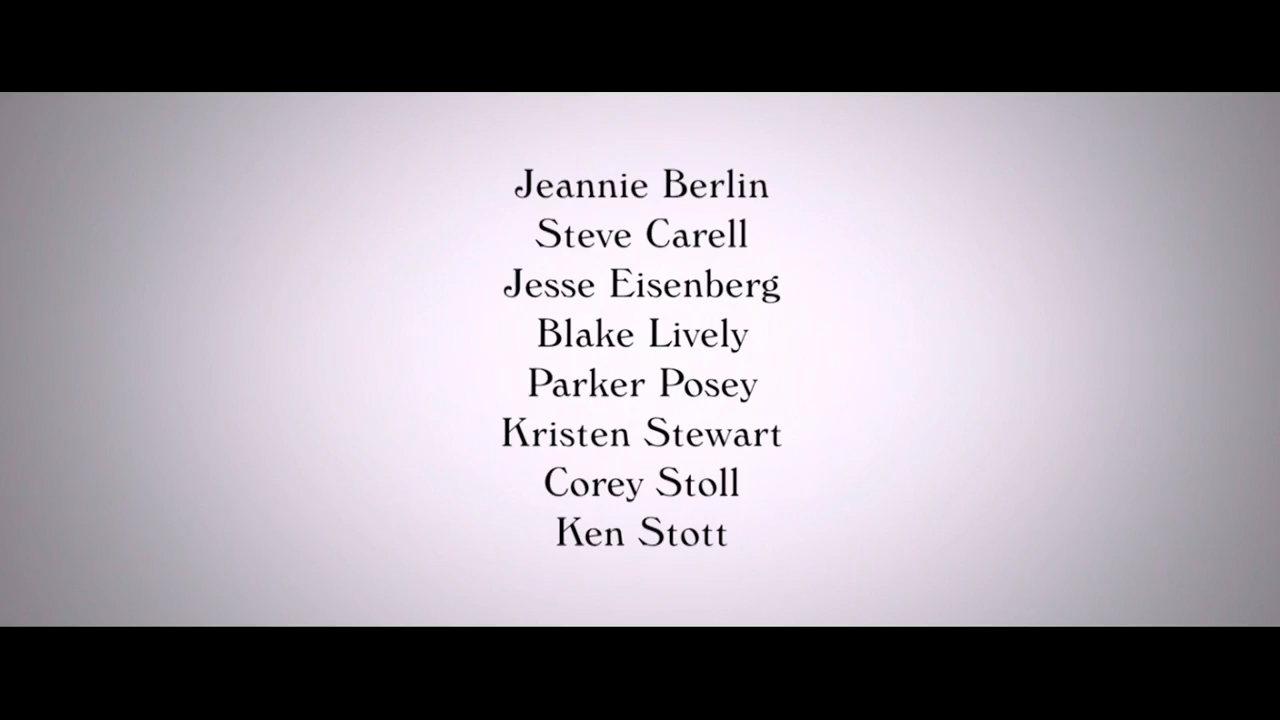 Jeannie Berlin
Steve Carell
Jesse Eisenberg
Blake Lively
Parker Posey
Kristen Stewart
Corey Stoll
Ken Stott